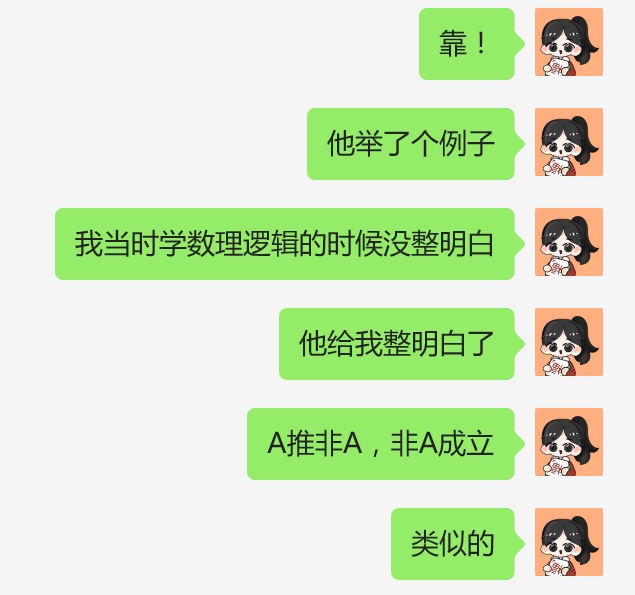 靠！
他举了个例子
我当时学数理逻辑的时候没整明白
他给我整明白了
A推非A，非A成立
类似的